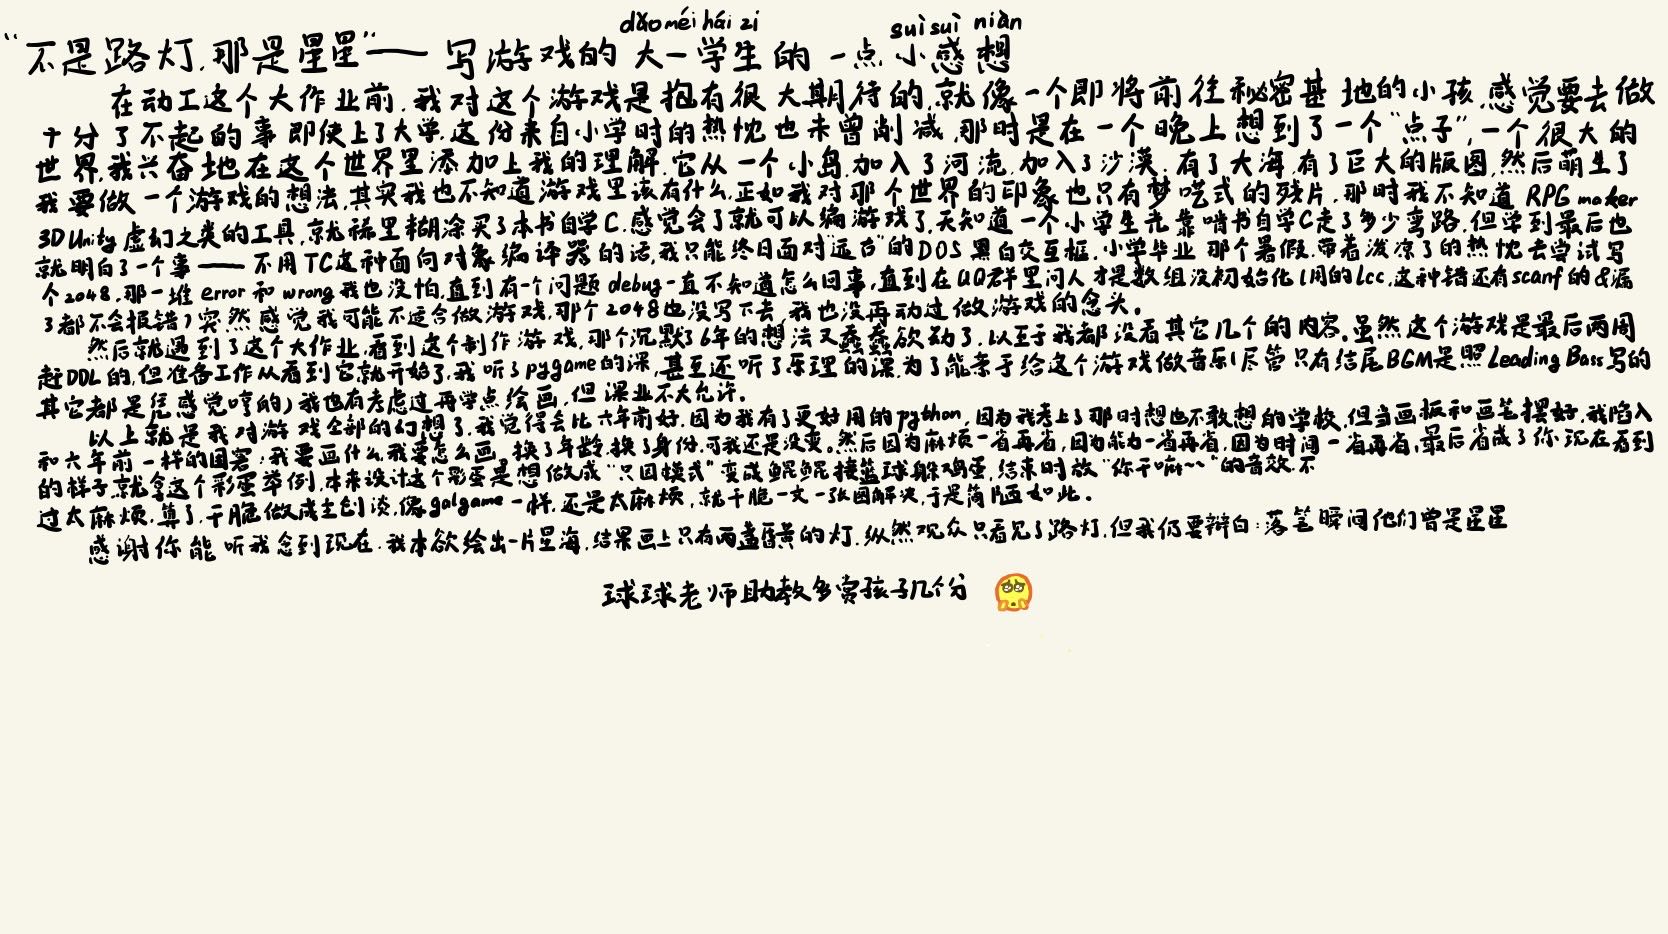 dǎo méi hái zi suì suì niàn
“不是路灯,那是星星”——写游戏的大一学生的一点小感想
在动工这个大作业前,我对这个游戏是抱有很大期待的,就像一个即将前往秘密基地的小孩,感觉要去做
十分了不起的事,即使上了大学,这份来自小学时的热忱也未曾削减,那时是在一个晚上想到了一个“点子”,一个很大的
世界,我兴奋地在这个世界里添加上我的理解,它从一个小岛,加入了河流,加入了沙漠,有了大海,有了巨大的版图,然后萌生了
我要做一个游戏的想法,其实我也不知道游戏里该有什么,正如我对那个世界的印象也只有梦呓式的残片,那时我不知道RPG maker
3D Unity虚幻之类的工具,就稀里糊涂买了本书自学C,感觉会了就可以编游戏了,天知道一个小学生光靠啃书自学C走了多少弯路,但学到最后也
就明白了一个事——不用TC这种面向对象编译器的话,我只能终日面对“远古”的DOS黑白交互框,小学毕业那个暑假,带着泼凉了的热忱去尝试写
个2048,那一堆error和wrong我也没怕,直到有一个问题debug一直不知道怎么回事,直到在QQ群里问人才是数组没初始化(用的lcc,这种错还有scanf的&漏
了都不会报错)突然感觉我可能不适合做游戏,那个2048也没写下去,我也没再动过做游戏的念头。
然后就遇到了这个大作业,看到这个制作游戏,那个沉默了6年的想法又蠢蠢欲动了,以至于我都没看其它几个的内容,虽然这个游戏是最后两周
赶DDL的,但准备工作从看到它就开始了,我听了pygame的课,甚至还听了乐理的课,为了能亲手给这个游戏做音乐(尽管只有结尾BGM是照Leading Bass写的
其它都是凭感觉哼的)我也有考虑过再学点绘画,但课业不大允许。
以上就是我对游戏全部的幻想了,我觉得会比六年前好,因为我有了更好用的python,因为我考上了那时想也不敢想的学校,但当画板和画笔摆好,我陷入
和六年前一样的困窘:我要画什么,我要怎么画,换了年龄,换了身份,可我还是没变。然后因为麻烦一省再省,因为能力一省再省,因为时间一省再省,最后省成了你现在看到
的样子,就拿这个彩蛋举例,本来设计这个彩蛋是想做成“只因模式”变成鲲鲲接篮球躲鸡蛋,结束时放“你干嘛~~”的音效,不
过太麻烦,算了,干脆做成主创谈,像galgame一样,还是太麻烦,就干脆一文一张图解决,于是简陋如此。
感谢你能听我念到现在,我本欲绘出一片星海,结果画上只有两盏昏黄的灯,纵然观众只看见了路灯,但我仍要辩白:落笔瞬间他们曾是星星
球球老师助教多赏孩子几个分